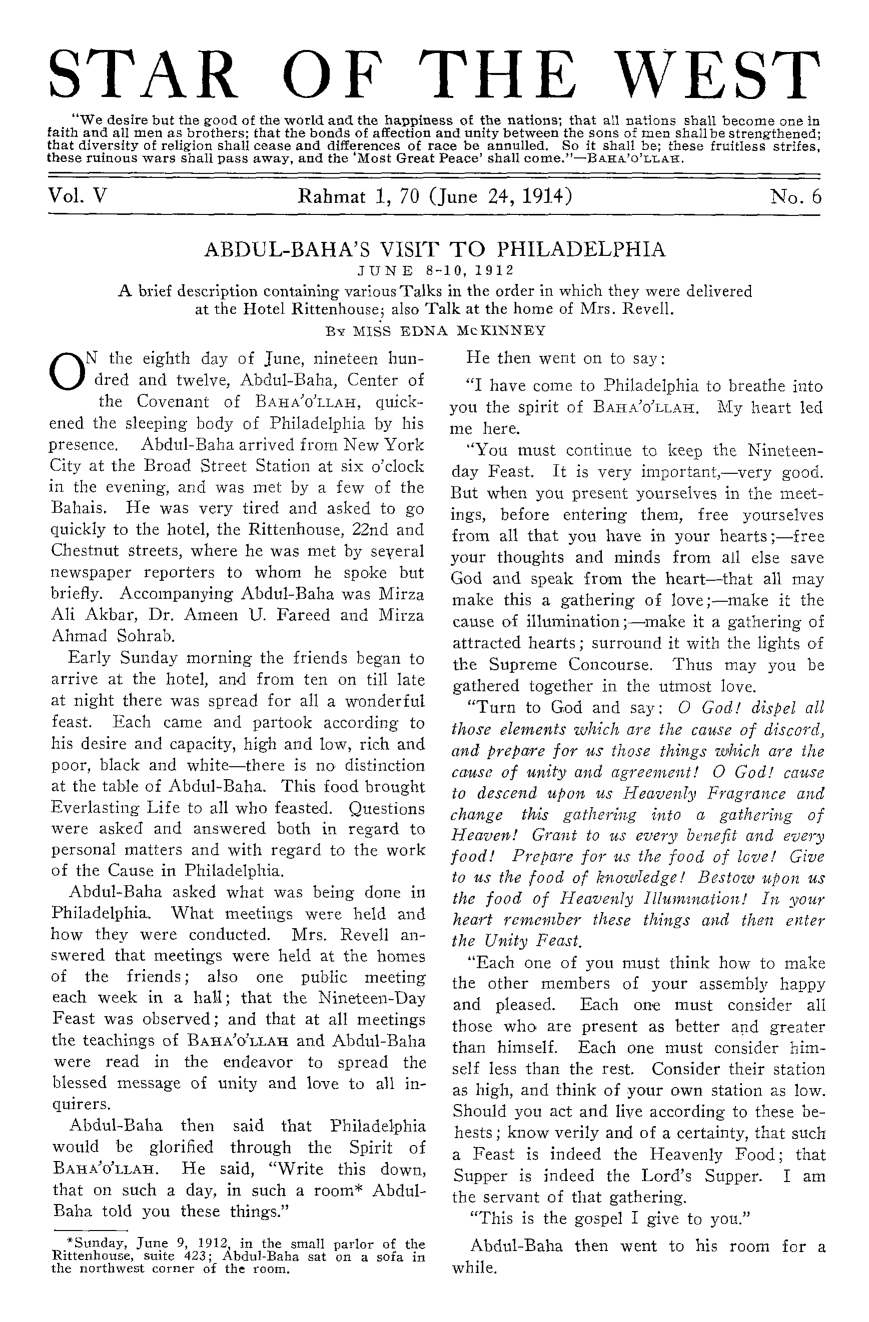 STAR OF THE WEST
"We desire but the good of the world and the happiness of the nations; that all nations shall become one in
faith and all men as brothers; that the bonds of affection and unity between the sons of men shall be strengthened;
that diversity of religion shall cease and differences of race be annulled. So it shall be; these fruitless strifes,
these ruinous wars shall pass away, and the 'Most Great Peace' shall come."—BAHA'O'LLAH.
Vol. V Rahmat 1, 70 (June 24, 1914) No. 6
ABDUL-BAHA'S VISIT TO PHILADELPHIA
JUNE 8-10, 1912
A brief description containing various Talks in the order in which they were delivered
at the Hotel Rittenhouse; also Talk at the home of Mrs. Revell.
BY MISS EDNA McKINNEY
ON the eighth day of June, nineteen hun-
dred and twelve, Abdul-Baha, Center of
the Covenant of BAHA'O'LLAH, quick-
ened the sleeping body of Philadelphia by his
presence. Abdul-Baha arrived from New York
City at the Broad Street Station at six o'clock
in the evening, and was met by a few of the
Bahais. He was very tired and asked to go
quickly to the hotel, the Rittenhouse, 22nd and
Chestnut streets, where he was met by several
newspaper reporters to whom he spoke but
briefly. Accompanying Abdul-Baha was Mirza
Ali Akbar, Dr. Ameen U. Fareed and Mirza
Ahmad Sohrab.
Early Sunday morning the friends began to
arrive at the hotel, and from ten on till late
at night there was spread for all a wonderful
feast. Each came and partook according to
his desire and capacity, high and low, rich and
poor, black and white—there is no distinction
at the table of Abdul-Baha. This food brought
Everlasting Life to all who feasted. Questions
were asked and answered both in regard to
personal matters and with regard to the work
of the Cause in Philadelphia.
Abdul-Baha asked what was being done in
Philadelphia. What meetings were held and
how they were conducted. Mrs. Revell an-
swered that meetings were held at the homes
of the friends; also one public meeting
each week in a hall; that the Nineteen-Day
Feast was observed; and that at all meetings
the teachings of BAHA'O'LLAH and Abdul-Baha
were read in the endeavor to spread the
blessed message of unity and love to all in-
quirers.
Abdul-Baha then said that Philadelphia
would be glorified through the Spirit of
BAHA'O'LLAH. He said, "Write this down,
that on such a day, in such a room* Abdul-
Baha told you these things."
*Sunday, June 9, 1912, in the small parlor of the
Rittenhouse, suite 423; Abdul-Baha sat on a sofa in
the northwest corner of the room.
He then went on to say:
"I have come to Philadelphia to breathe into
you the spirit of BAHA'O'LLAH. My heart led
me here.
"You must continue to keep the Nineteen-
day Feast. It is very important,—very good.
But when you present yourselves in the meet-
ings, before entering them, free yourselves
from all that you have in your hearts;—free
your thoughts and minds from all else save
God and speak from the heart—that all may
make this a gathering of love;—make it the
cause of illumination;—make it a gathering of
attracted hearts; surround it with the lights of
the Supreme Concourse. Thus may you be
gathered together in the utmost love.
"Turn to God and say: O God! dispel all
those elements which are the cause of discord,
and prepare for us those things which are the
cause of unity and agreement! O God! cause
to descend upon us Heavenly Fragrance and
change this gathering into a gathering of
Heaven! Grant to us every benefit and every
food! Prepare for us the food of love! Give
to us the food of knowledge! Bestow upon us
the food of Heavenly Illumination! In your
heart remember these things and then enter
the Unity Feast.
"Each one of you must think how to make
the other members of your assembly happy
and pleased. Each one must consider all
those who are present as better and greater
than himself. Each one must consider him-
self less than the rest. Consider their station
as high, and think of your own station as low.
Should you act and live according to these be-
hests; know verily and of a certainty, that such
a Feast is indeed the Heavenly Food; that
Supper is indeed the Lord's Supper. I am
the servant of that gathering.
"This is the gospel I give to you."
Abdul-Baha then went to his room for a
while.